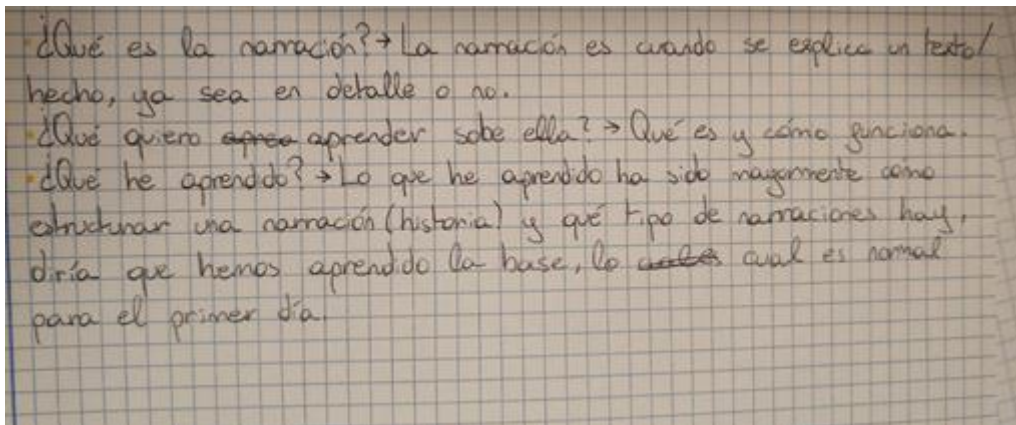 · ¿Qué es la narración? → La narración es cuando se explica un texto/
hecho, ya sea en detalle o no.
· ¿Qué quiero aprender sobe ella? → Qué es y cómo funciona.
· ¿Qué he aprendido? → Lo que he aprendido ha sido mayormente cómo
estructurar una narración (historia) y qué tipo de narraciones hay,
diría que hemos aprendido la base, lo cual es normal
para el primer día.